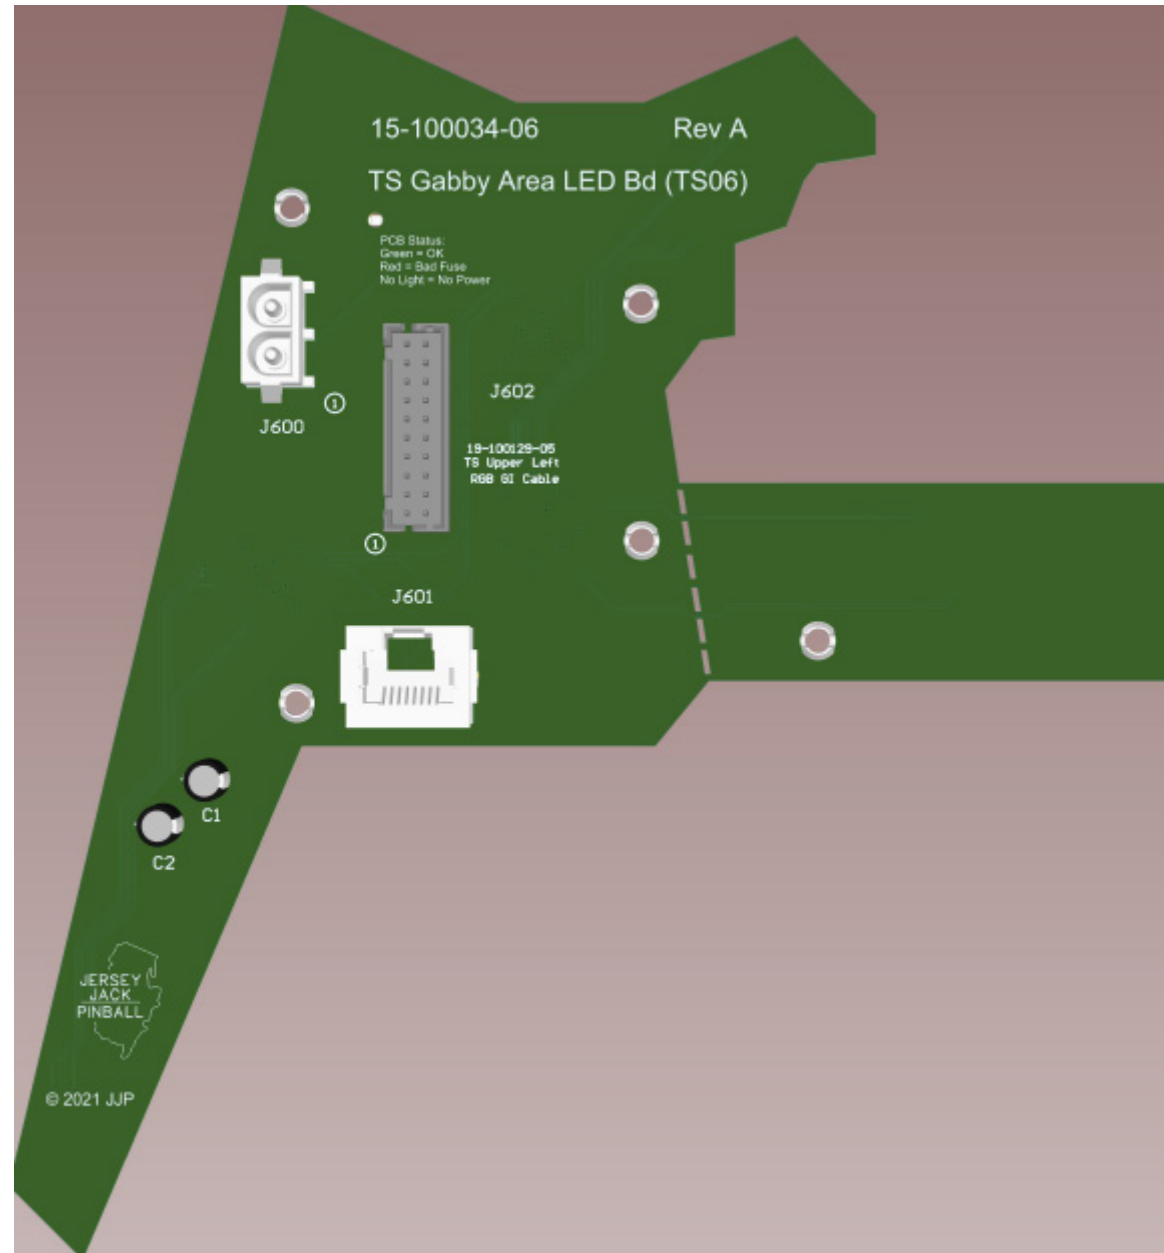 15-100034-06 Rev A
TS Gabby Area LED Bd (TS06)
PCB Status:
Green = OK
Red = Bad Fuse
No Light = No Power
J602
1
J600
19-100129-05
TS Upper Left
RGB GI Cable
1
J601
C1
C2
JERSEY
JACK
PINBALL
© 2021 JJP